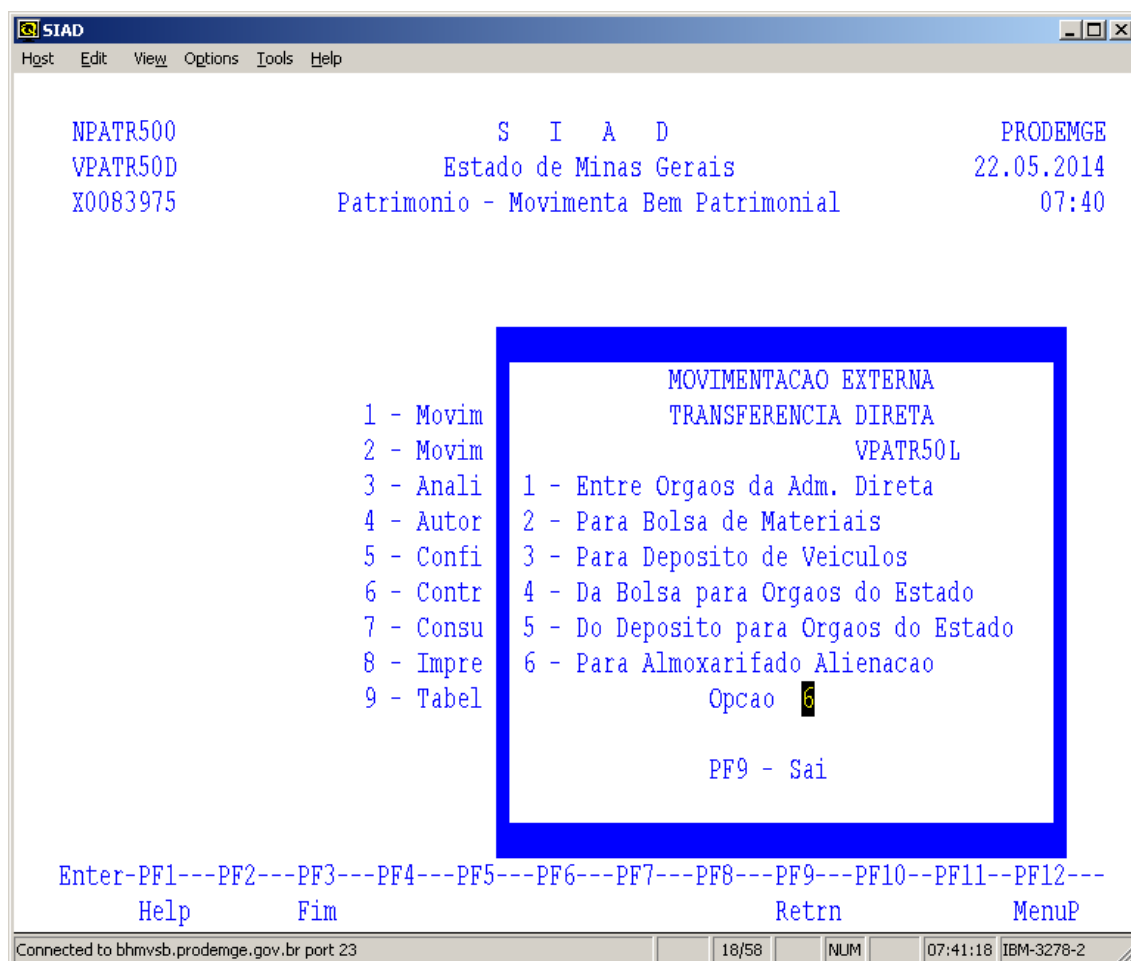 SIAD
Host Edit View Options Tools Help
NPATR500 S I A D PRODEMGE
VPATR50D Estado de Minas Gerais 22.05.2014
X0083975 Patrimonio - Movimenta Bem Patrimonial 07:40
MOVIMENTACAO EXTERNA
1 - Movim TRANSFERENCIA DIRETA
2 - Movim VPATR50L
3 - Anali 1 - Entre Orgaos da Adm. Direta
4 - Autor 2 - Para Bolsa de Materiais
5 - Confi 3 - Para Deposito de Veiculos
6 - Contr 4 - Da Bolsa para Orgaos do Estado
7 - Consu 5 - Do Deposito para Orgaos do Estado
8 - Impre 6 - Para Almoxarifado Alienacao
9 - Tabel Opcao 6
PF9 - Sai
Enter-PF1---PF2---PF3---PF4---PF5---PF6---PF7---PF8---PF9---PF10--PF11--PF12---
Help Fim Retrn MenuP
Connected to bhmvsb.prodemge.gov.br port 23 18/58 NUM 07:41:18 IBM-3278-2